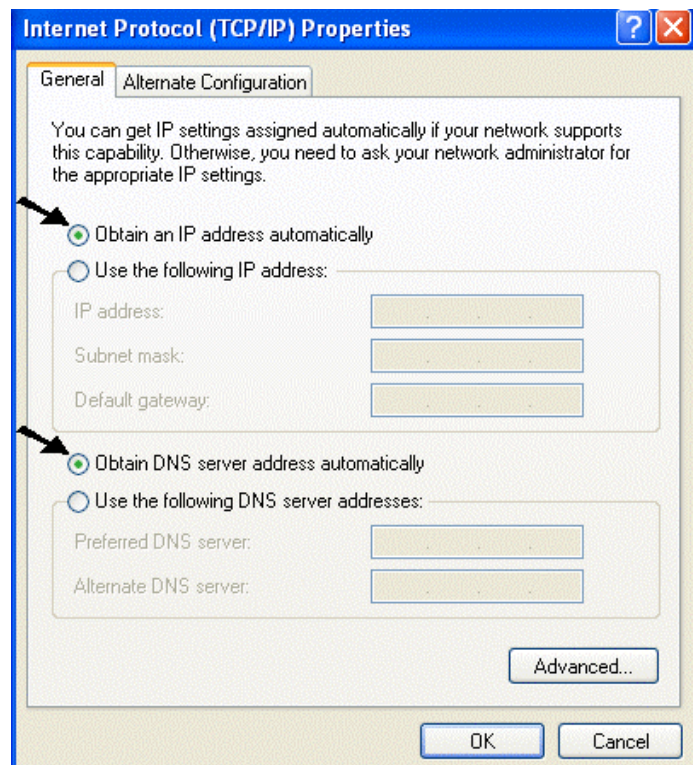 Internet Protocol (TCP/IP) Properties
General
Alternate Configuration
You can get IP settings assigned automatically if your network supports
this capability. Otherwise, you need to ask your network administrator for
the appropriate IP settings.
Obtain an IP address automatically
Use the following IP address:
IP address:
Subnet mask:
Default gateway:
Obtain DNS server address automatically
Use the following DNS server addresses:
Preferred DNS server:
Alternate DNS server:
Advanced...
OK
Cancel